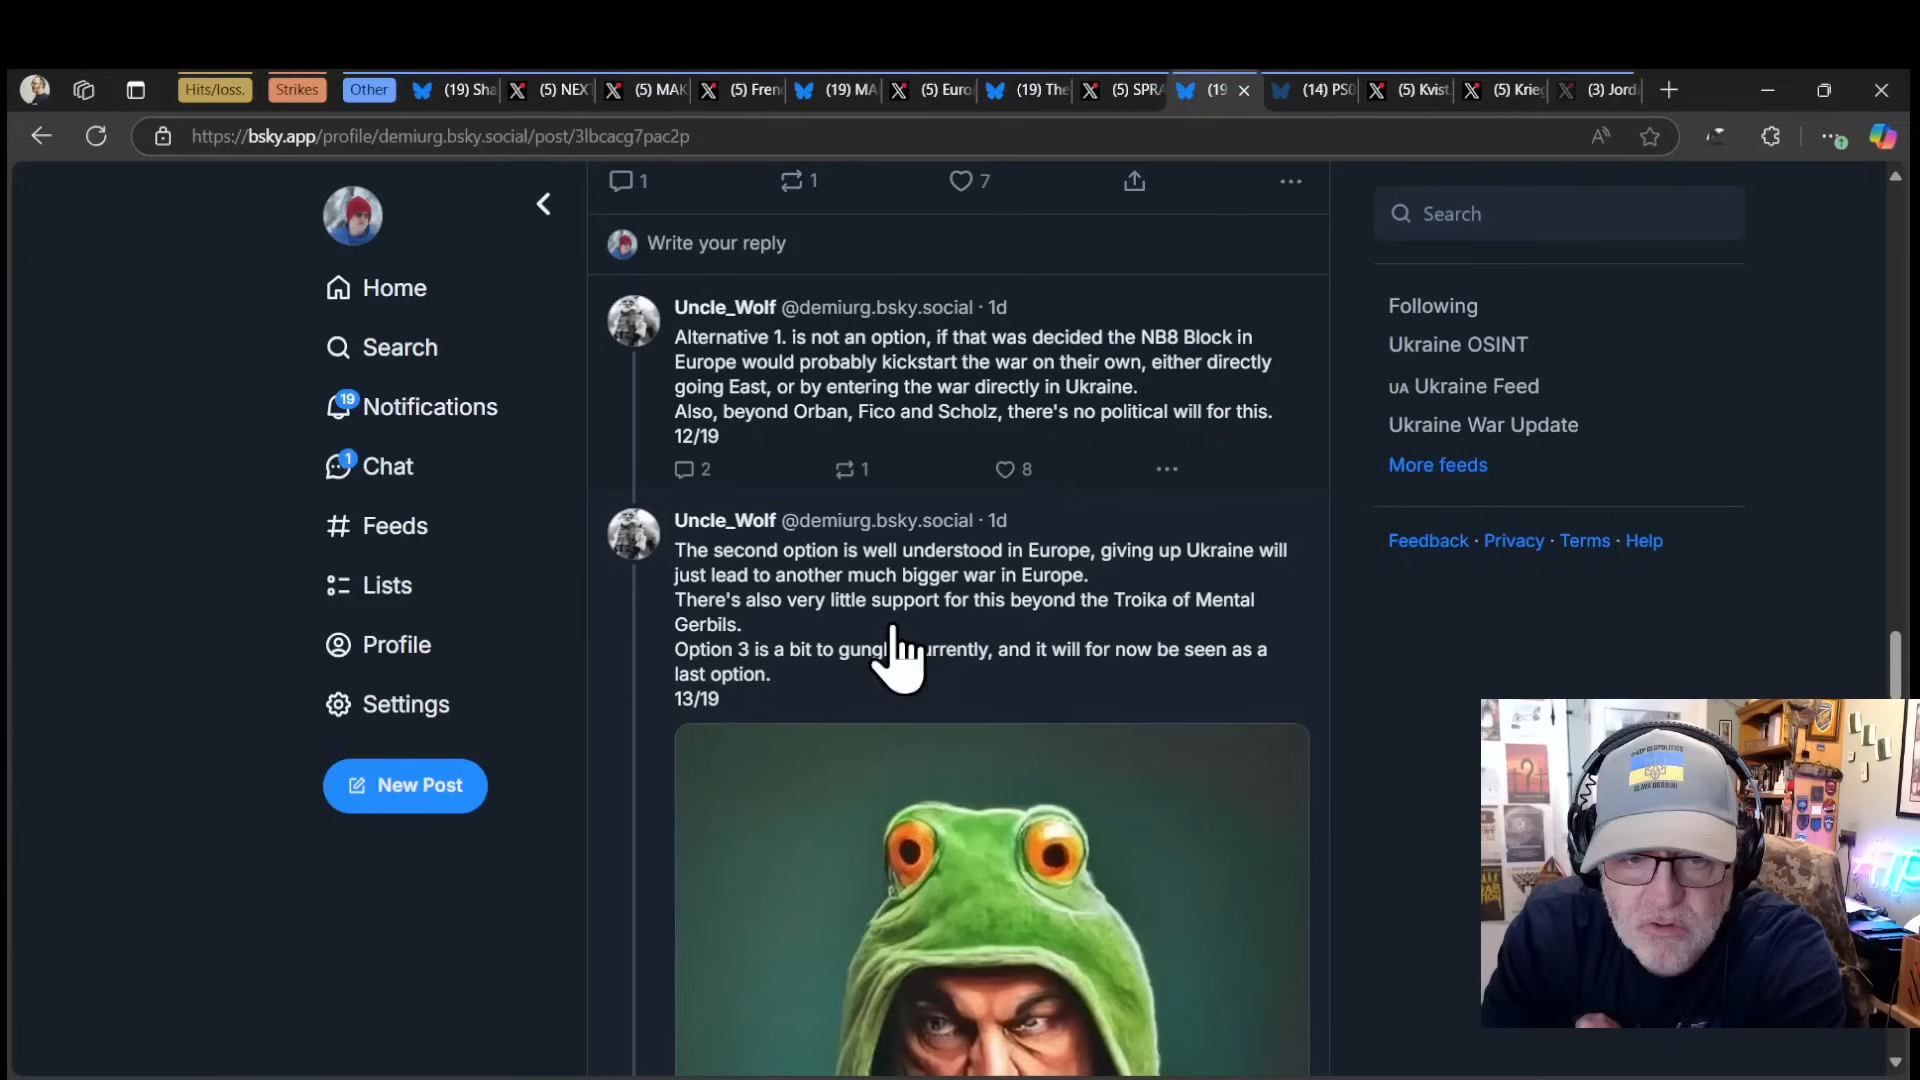 Hits/loss.
Strikes
Other
(19) Sha
(5) NEX
(5) MAK
(5) Fren
(19) MA
(5) Euro
(19) The
(5) SPRA
(19
(14) PS0
(5) Kvist
(5) Krieg
(3) Jorda
https://bsky.app/profile/demiurg.bsky.social/post/3lbcacg7pac2p
1
1
7
Search
Write your reply
Home
Search
19
Notifications
1
Chat
Feeds
Lists
Profile
Settings
New Post
Uncle_Wolf @demiurg.bsky.social · 1d
Alternative 1. is not an option, if that was decided the NB8 Block in
Europe would probably kickstart the war on their own, either directly
going East, or by entering the war directly in Ukraine.
Also, beyond Orban, Fico and Scholz, there's no political will for this.
12/19
2
1
8
Uncle_Wolf @demiurg.bsky.social · 1d
The second option is well understood in Europe, giving up Ukraine will
just lead to another much bigger war in Europe.
There's also very little support for this beyond the Troika of Mental
Gerbils.
Option 3 is a bit to gung urrently, and it will for now be seen as a
last option.
13/19
Following
Ukraine OSINT
UA Ukraine Feed
Ukraine War Update
More feeds
Feedback · Privacy · Terms · Help
ATP GEOPOLITICS
SLAVA UKRAINI